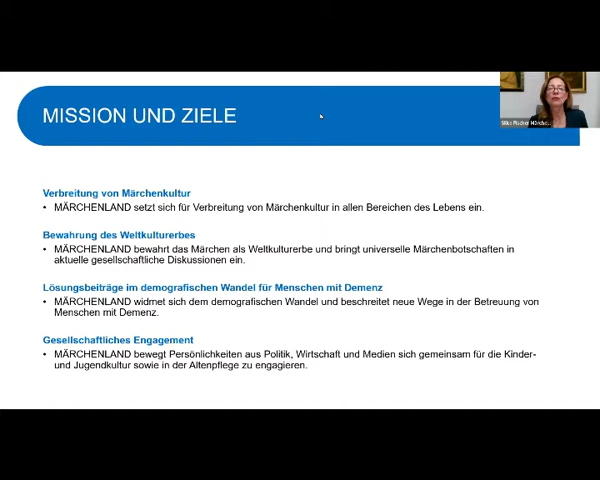 MISSION UND ZIELE
Verbreitung von Märchenkultur
• MÄRCHENLAND setzt sich für Verbreitung von Märchenkultur in allen Bereichen des Lebens ein.
Bewahrung des Weltkulturerbes
• MÄRCHENLAND bewahrt das Märchen als Weltkulturerbe und bringt universelle Märchenbotschaften in
aktuelle gesellschaftliche Diskussionen ein.
Lösungsbeiträge im demografischen Wandel für Menschen mit Demenz
• MÄRCHENLAND widmet sich dem demografischen Wandel und beschreitet neue Wege in der Betreuung von
Menschen mit Demenz.
Gesellschaftliches Engagement
• MÄRCHENLAND bewegt Persönlichkeiten aus Politik, Wirtschaft und Medien sich gemeinsam für die Kinder-
und Jugendkultur sowie in der Altenpflege zu engagieren.